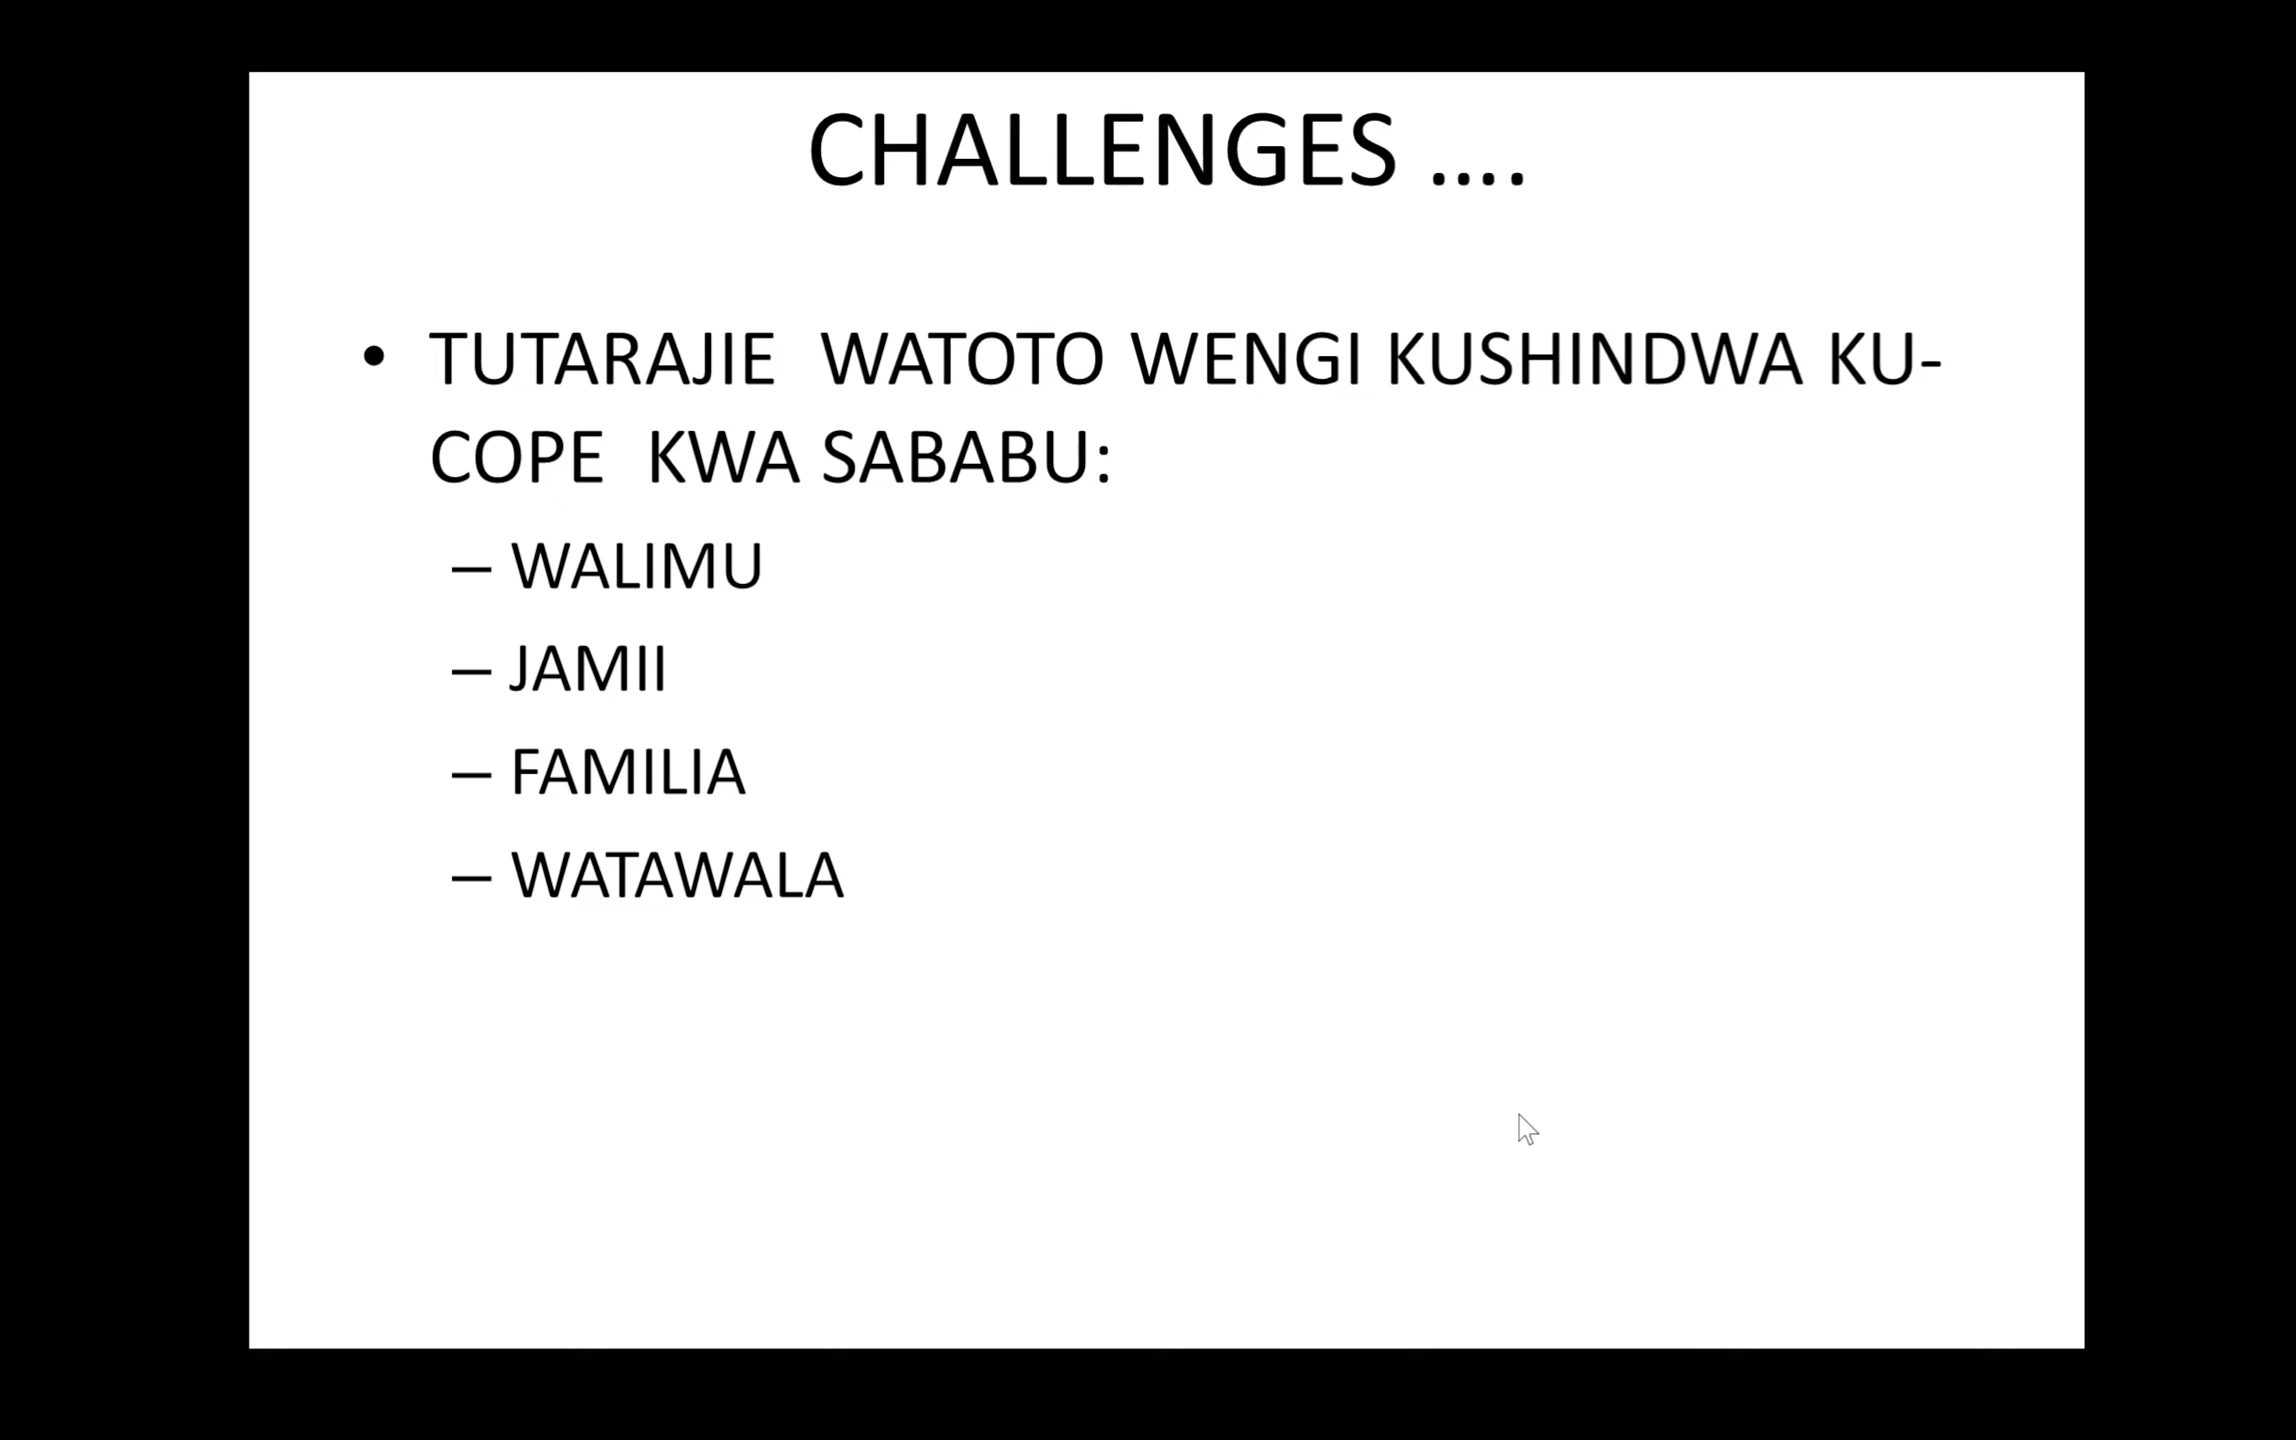 CHALLENGES ....
• TUTARAJIE WATOTO WENGI KUSHINDWA KU-
COPE KWA SABABU:
– WALIMU
– JAMII
– FAMILIA
– WATAWALA